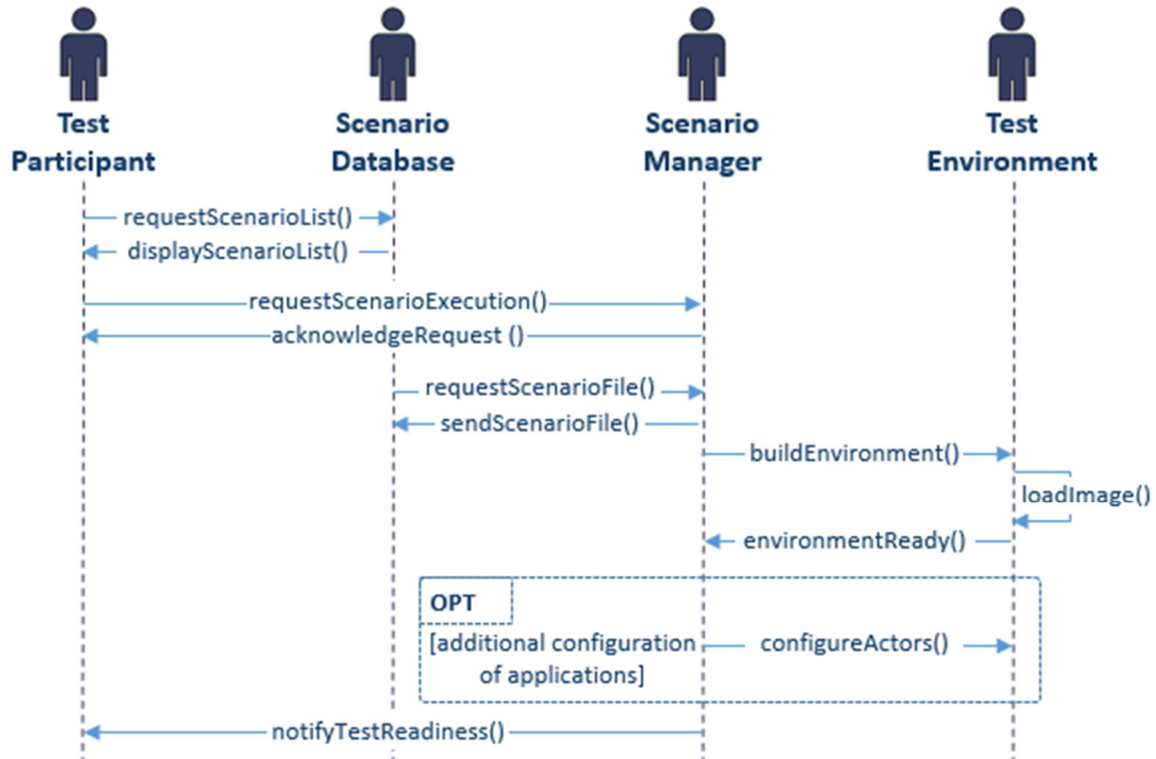 Test
Participant
Scenario
Database
Scenario
Manager
Test
Environment
requestScenarioList()
displayScenarioList()
requestScenarioExecution()
acknowledgeRequest ()
requestScenarioFile()
sendScenarioFile()
buildEnvironment()
loadImage()
environmentReady()
OPT
[additional configuration
of applications]
configureActors()
notifyTestReadiness()